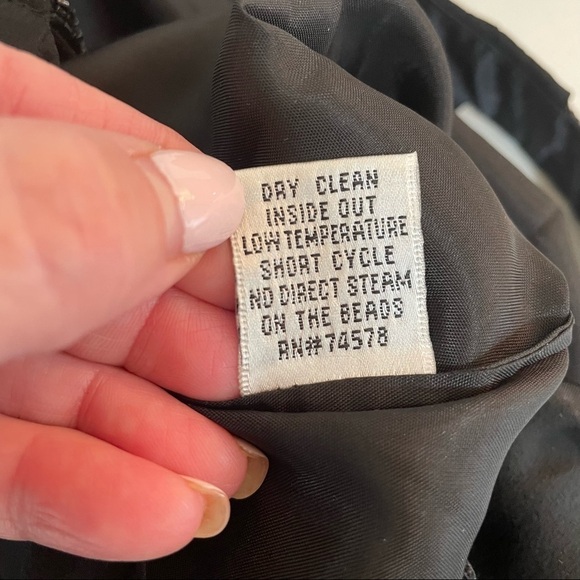 DRY CLEAN
INSIDE OUT
LOW TEMPERATURE
SHORT CYCLE
NO DIRECT STEAM
ON THE BEADS
RN#74578